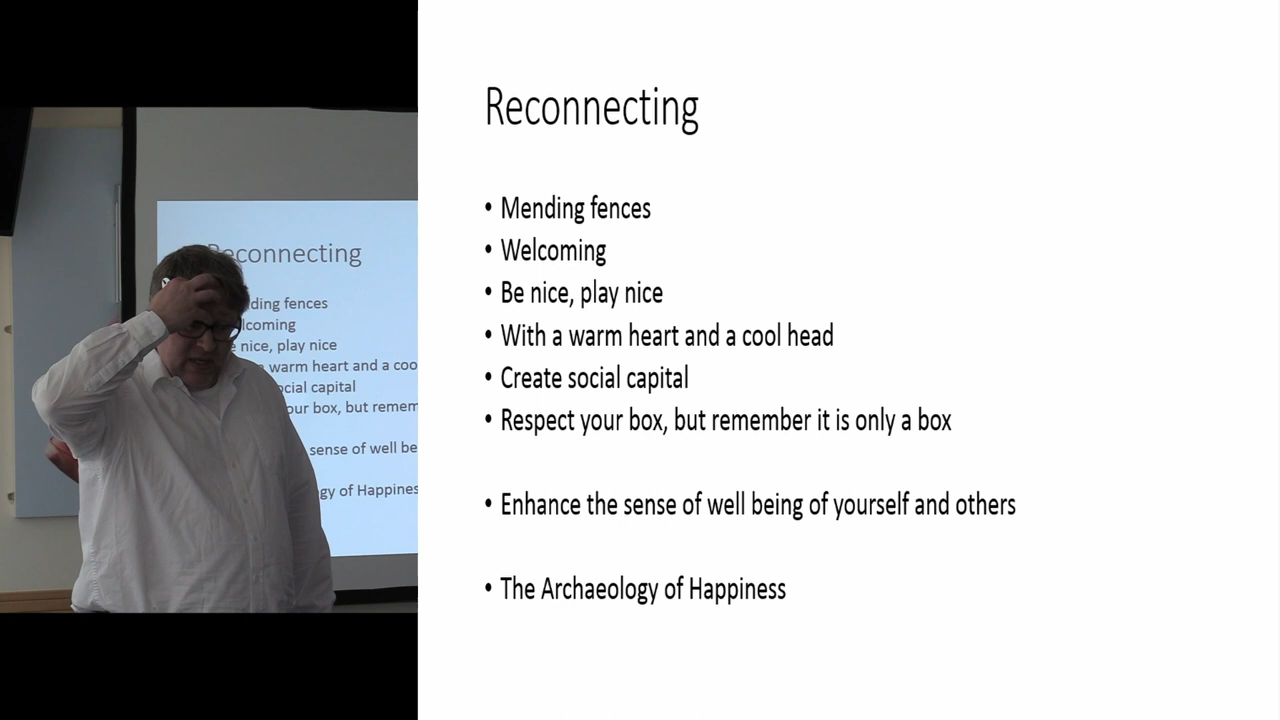 Reconnecting
• Mending fences
• Welcoming
• Be nice, play nice
• With a warm heart and a cool head
• Create social capital
• Respect your box, but remember it is only a box
• Enhance the sense of well being of yourself and others
• The Archaeology of Happiness
Reconnecting
ding fences
lcoming
nice, play nice
warm heart and a coo
cial capital
our box, but remem
sense of well be
gy of Happines